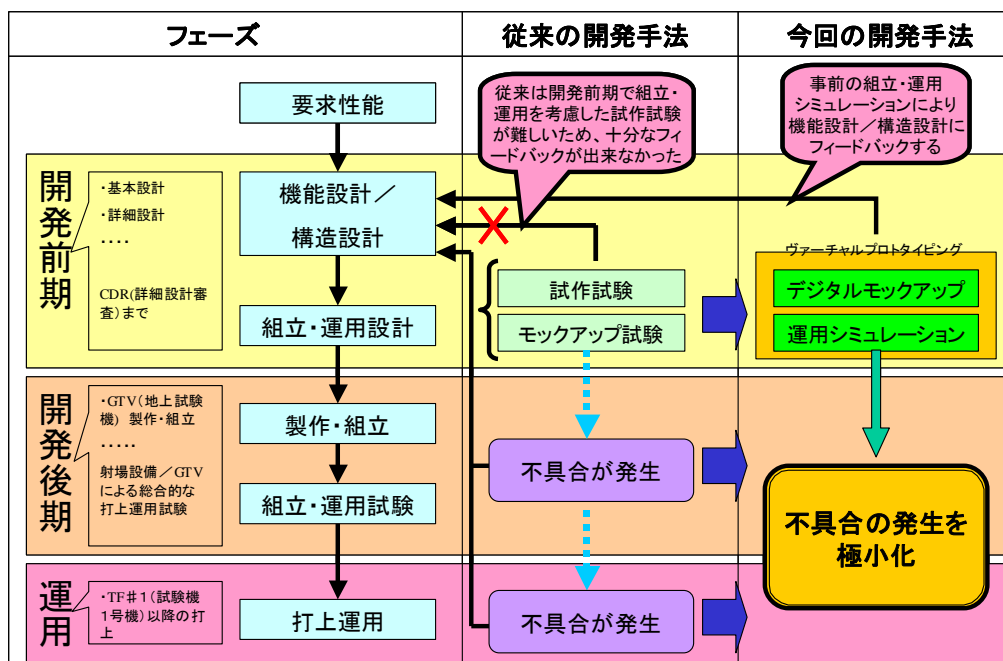 フェーズ
従来の開発手法
今回の開発手法
要求性能
従来は開発前期で組立・
運用を考慮した試作試験
が難しいため、十分なフィ
ードバックが出来なかった
事前の組立・運用
シミュレーションにより
機能設計／構造設計に
フィードバックする
開発前期
・基本設計
・詳細設計
・・・・
CDR(詳細設計審
査)まで
機能設計／
構造設計
組立・運用設計
試作試験
モックアップ試験
ヴァーチャルプロトタイピング
デジタルモックアップ
運用シミュレーション
開発後期
・GTV(地上試験
機) 製作・組立
・・・・・
射場設備／GTV
による総合的な
打上運用試験
製作・組立
組立・運用試験
不具合が発生
不具合の発生を
極小化
運用
・TF＃1(試験機
1号機)以降の打
上
打上運用
不具合が発生